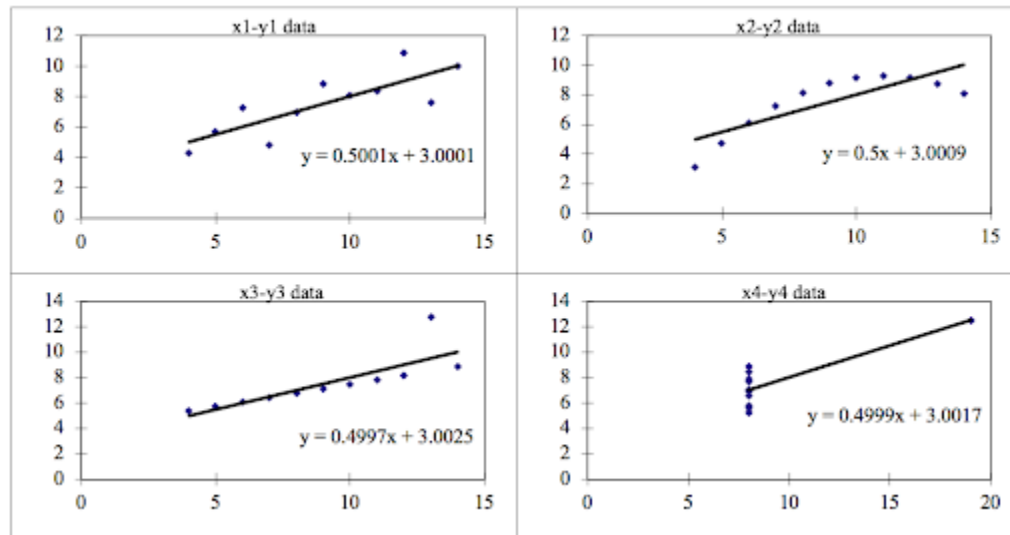 x1-y1 data
12
10
8
6
4
2
0
y = 0.5001x + 3.0001
0 5 10 15
x2-y2 data
12
10
8
6
4
2
0
y = 0.5x + 3.0009
0 5 10 15
x3-y3 data
14
12
10
8
6
4
2
0
y = 0.4997x + 3.0025
0 5 10 15
x4-y4 data
14
12
10
8
6
4
2
0
y = 0.4999x + 3.0017
0 5 10 15 20